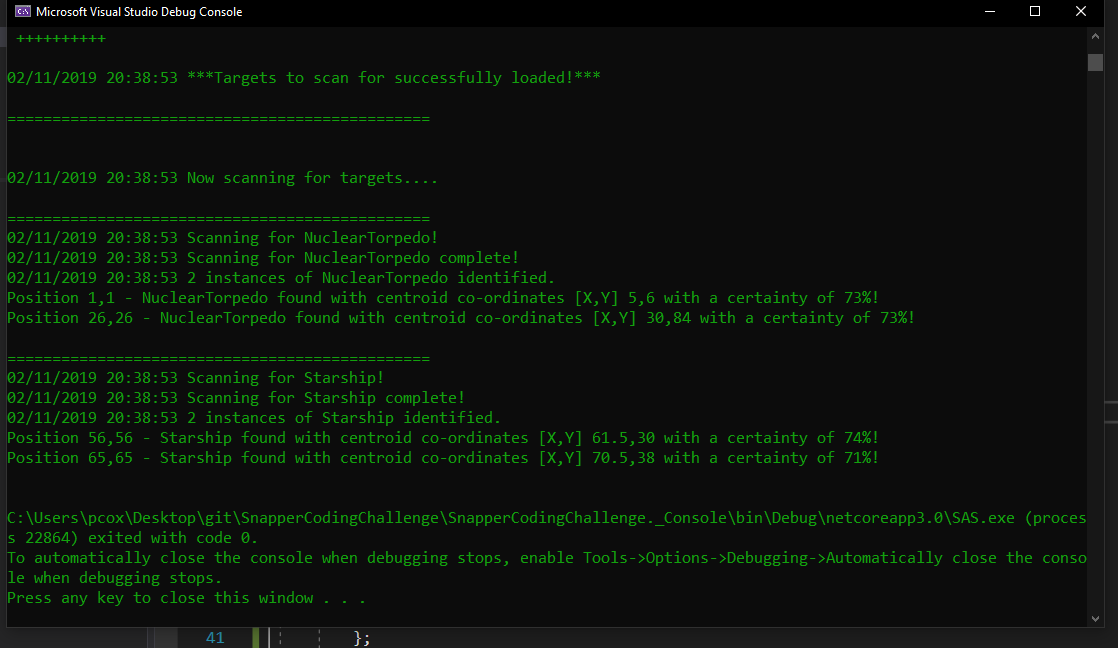 Microsoft Visual Studio Debug Console
++++++++++
02/11/2019 20:38:53 ***Targets to scan for successfully loaded!***
===============================================
02/11/2019 20:38:53 Now scanning for targets....
===============================================
02/11/2019 20:38:53 Scanning for NuclearTorpedo!
02/11/2019 20:38:53 Scanning for NuclearTorpedo complete!
02/11/2019 20:38:53 2 instances of NuclearTorpedo identified.
Position 1,1 - NuclearTorpedo found with centroid co-ordinates [X,Y] 5,6 with a certainty of 73%!
Position 26,26 - NuclearTorpedo found with centroid co-ordinates [X,Y] 30,84 with a certainty of 73%!
===============================================
02/11/2019 20:38:53 Scanning for Starship!
02/11/2019 20:38:53 Scanning for Starship complete!
02/11/2019 20:38:53 2 instances of Starship identified.
Position 56,56 - Starship found with centroid co-ordinates [X,Y] 61.5,30 with a certainty of 74%!
Position 65,65 - Starship found with centroid co-ordinates [X,Y] 70.5,38 with a certainty of 71%!
C:\Users\pcox\Desktop\git\SnapperCodingChallenge\SnapperCodingChallenge._Console\bin\Debug\netcoreapp3.0\SAS.exe (proces
s 22864) exited with code 0.
To automatically close the console when debugging stops, enable Tools->Options->Debugging->Automatically close the conso
le when debugging stops.
Press any key to close this window . . .
41 };